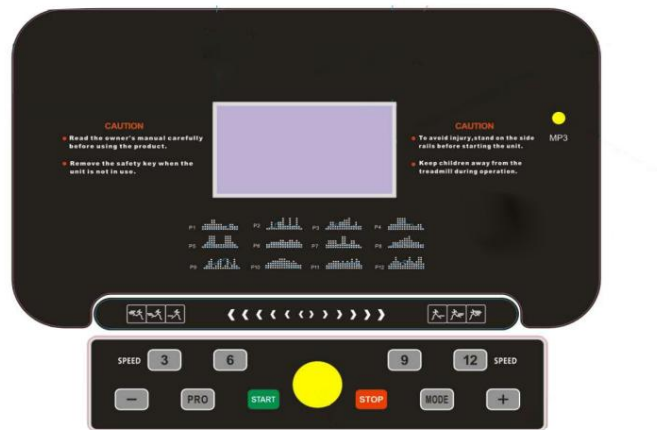 CAUTION
Read the owner's manual carefully
before using the product.
Remove the safety key when the
unit is not in use.
CAUTION
To avoid injury,stand on the side
rails before starting the unit.
Keep children away from the
treadmill daring aperation.
MP3
P1 P2 P3 P4
P5 P6 P7 P8
P9 P10 P11 P12
SPEED 3 6 9 12 SPEED
− PRO START STOP MODE +